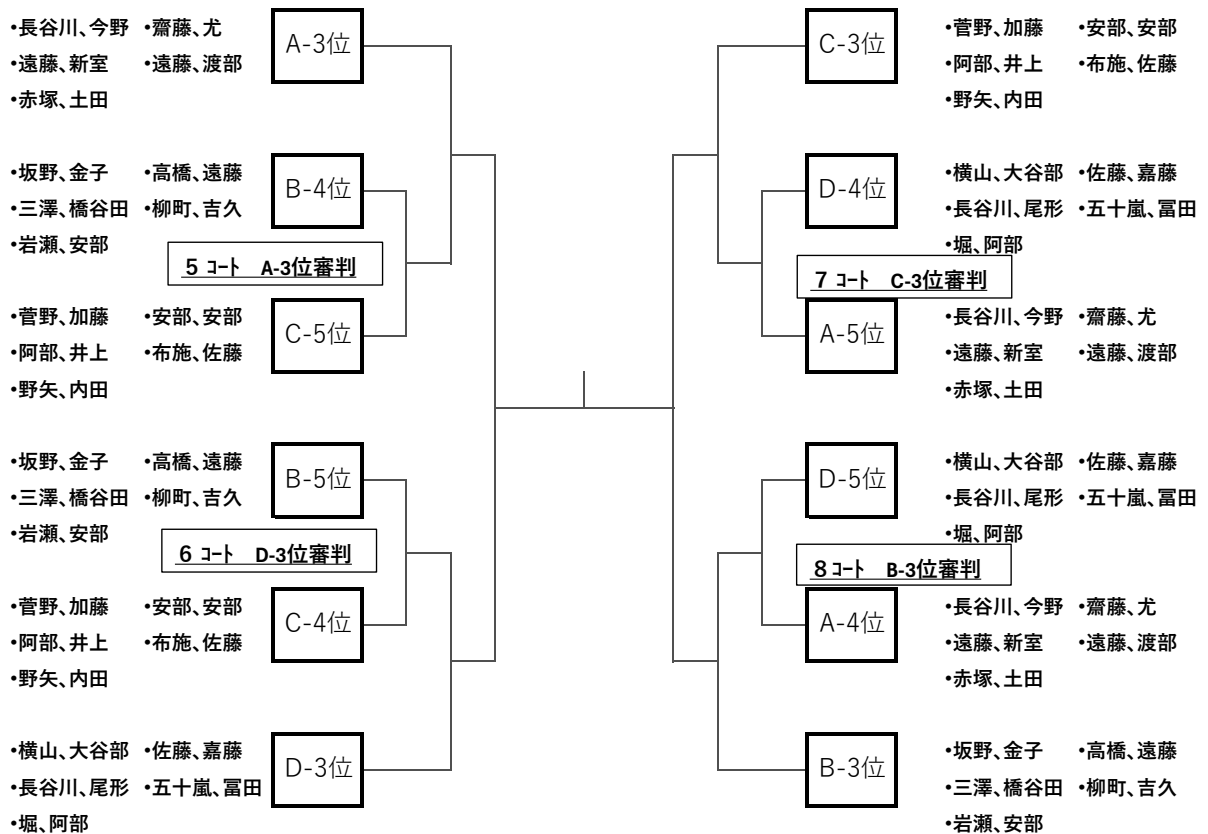 ・長谷川、今野 ・齋藤、尤
・遠藤、新室 ・遠藤、渡部
・赤塚、土田
A-3位
・坂野、金子 ・高橋、遠藤
・三澤、橋谷田 ・柳町、吉久
・岩瀬、安部
B-4位
5 ｺｰﾄ A-3位審判
・菅野、加藤 ・安部、安部
・阿部、井上 ・布施、佐藤
・野矢、内田
C-5位
・坂野、金子 ・高橋、遠藤
・三澤、橋谷田 ・柳町、吉久
・岩瀬、安部
B-5位
6 ｺｰﾄ D-3位審判
・菅野、加藤 ・安部、安部
・阿部、井上 ・布施、佐藤
・野矢、内田
C-4位
・横山、大谷部 ・佐藤、嘉藤
・長谷川、尾形 ・五十嵐、冨田
・堀、阿部
D-3位
C-3位
・菅野、加藤 ・安部、安部
・阿部、井上 ・布施、佐藤
・野矢、内田
D-4位
・横山、大谷部 ・佐藤、嘉藤
・長谷川、尾形 ・五十嵐、冨田
・堀、阿部
7 ｺｰﾄ C-3位審判
A-5位
・長谷川、今野 ・齋藤、尤
・遠藤、新室 ・遠藤、渡部
・赤塚、土田
D-5位
・横山、大谷部 ・佐藤、嘉藤
・長谷川、尾形 ・五十嵐、冨田
・堀、阿部
8 ｺｰﾄ B-3位審判
A-4位
・長谷川、今野 ・齋藤、尤
・遠藤、新室 ・遠藤、渡部
・赤塚、土田
B-3位
・坂野、金子 ・高橋、遠藤
・三澤、橋谷田 ・柳町、吉久
・岩瀬、安部